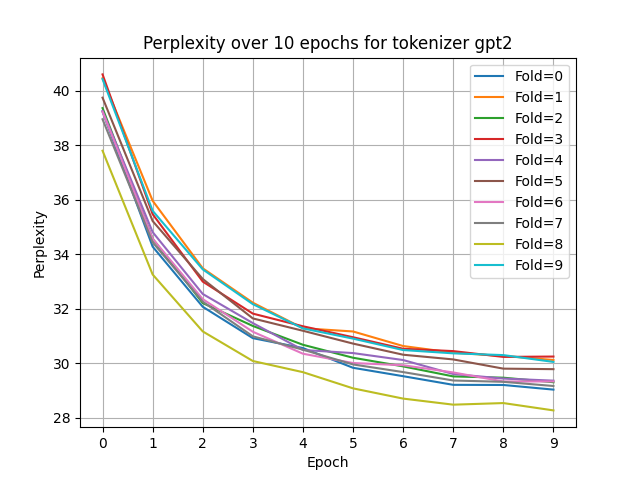 Perplexity over 10 epochs for tokenizer gpt2
Perplexity
40
38
36
34
32
30
28
0 1 2 3 4 5 6 7 8 9
Epoch
Fold=0
Fold=1
Fold=2
Fold=3
Fold=4
Fold=5
Fold=6
Fold=7
Fold=8
Fold=9